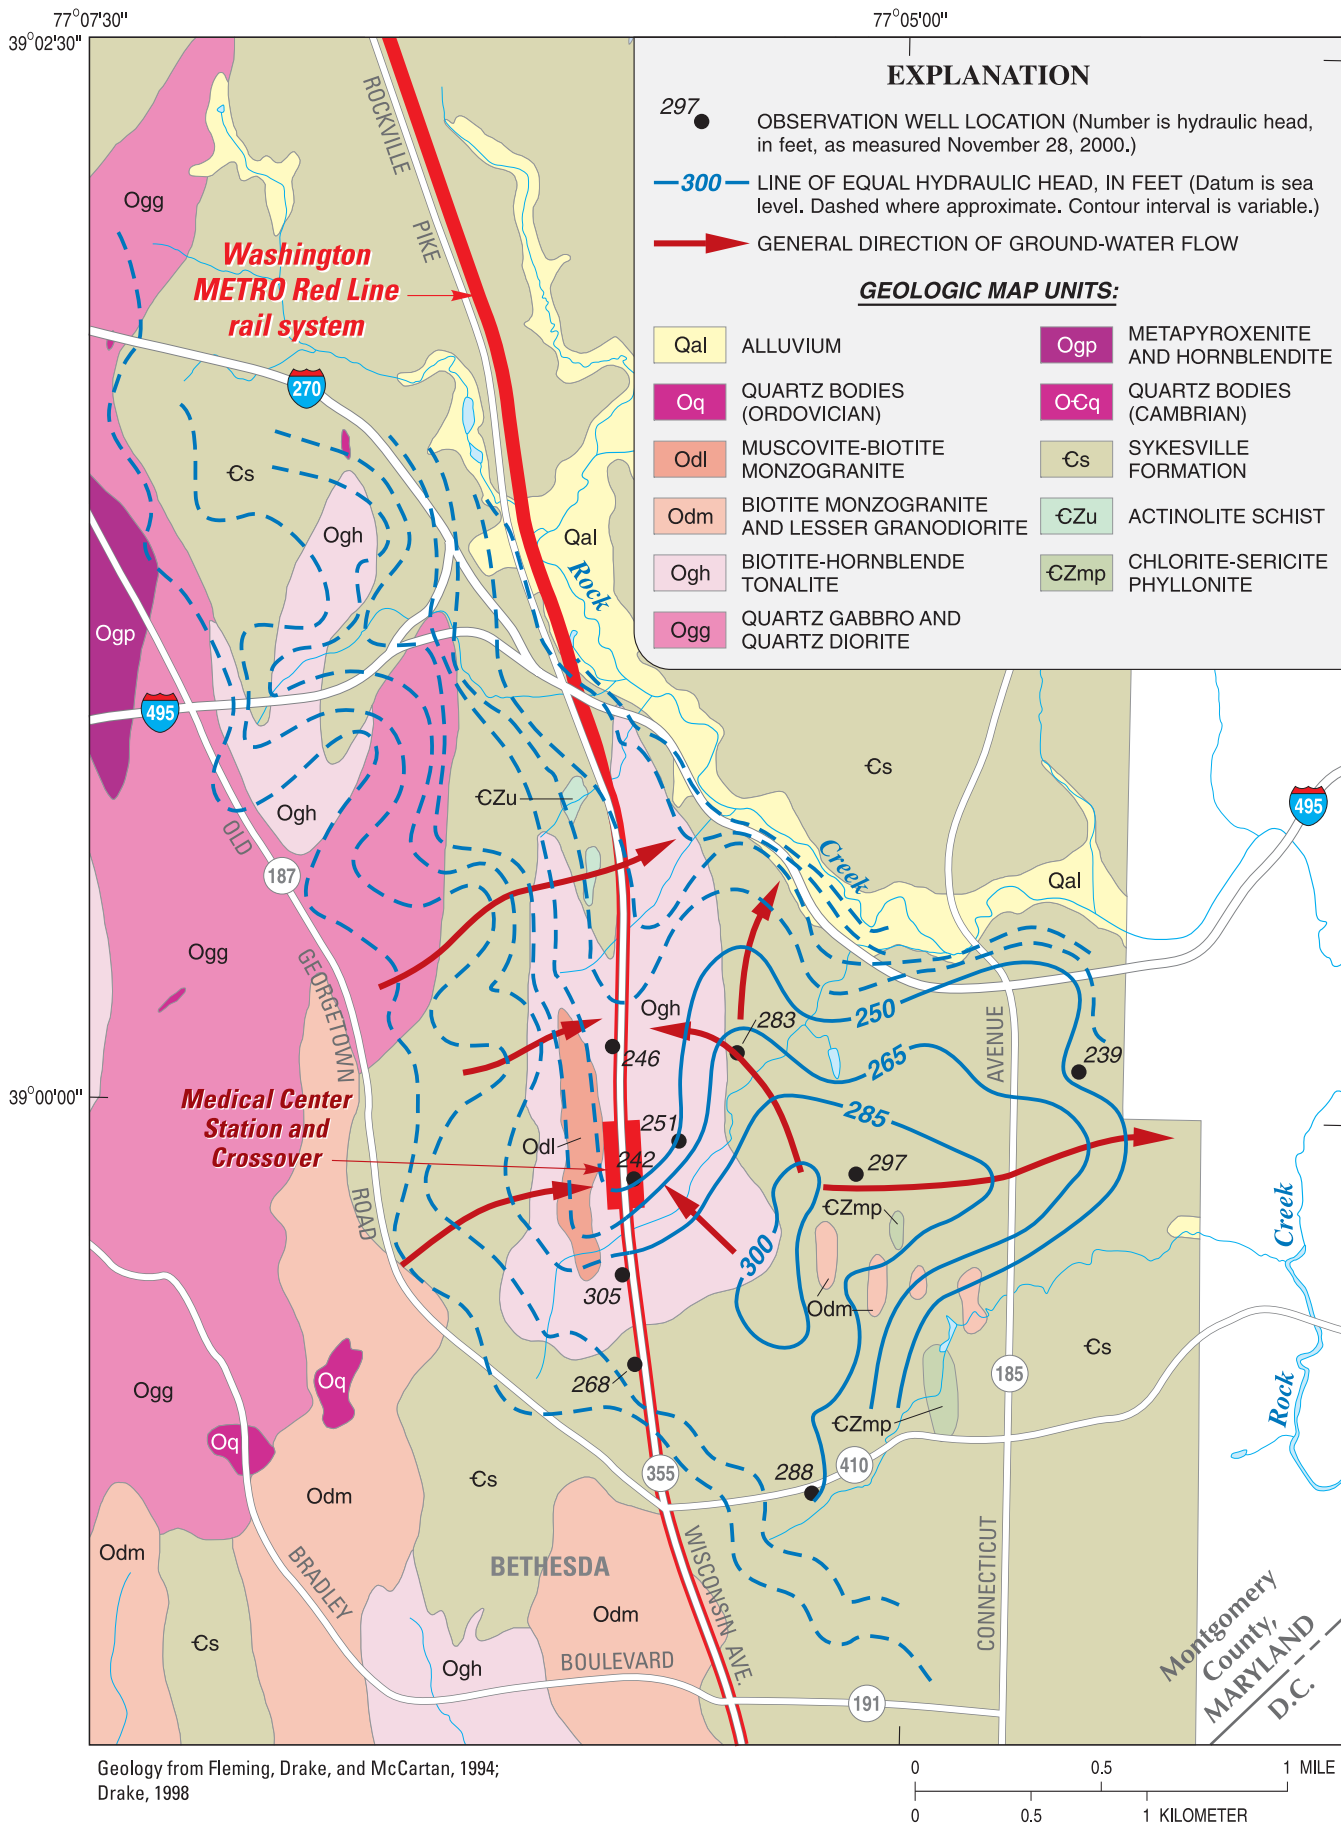 77°07'30"
77°05'00"
39°02'30"
EXPLANATION
297
OBSERVATION WELL LOCATION (Number is hydraulic head,
in feet, as measured November 28, 2000.)
300
LINE OF EQUAL HYDRAULIC HEAD, IN FEET (Datum is sea
level. Dashed where approximate. Contour interval is variable.)
GENERAL DIRECTION OF GROUND-WATER FLOW
GEOLOGIC MAP UNITS:
Qal
ALLUVIUM
Oq
QUARTZ BODIES
(ORDOVICIAN)
Odl
MUSCOVITE-BIOTITE
MONZOGRANITE
Odm
BIOTITE MONZOGRANITE
AND LESSER GRANODIORITE
Ogh
BIOTITE-HORNBLENDE
TONALITE
Ogg
QUARTZ GABBRO AND
QUARTZ DIORITE
Ogp
METAPYROXENITE
AND HORNBLENDITE
O€q
QUARTZ BODIES
(CAMBRIAN)
€s
SYKESVILLE
FORMATION
€Zu
ACTINOLITE SCHIST
€Zmp
CHLORITE-SERICITE
PHYLLONITE
ROCKVILLE
PIKE
Ogg
Washington
METRO Red Line
rail system
270
€s
Ogh
Qal
Rock
Ogp
495
€s
€Zu
Ogh
495
OLD
Creek
187
Qal
Ogg
GEORGETOWN
Ogh
283
250
246
265
AVENUE
239
39°00'00"
Medical Center
Station and
Crossover
285
251
Odl
242
297
ROAD
€Zmp
Creek
300
305
Odm
€s
268
185
Ogg
Oq
Rock
€Zmp
Oq
410
355
288
€s
Odm
Odm
BETHESDA
WISCONSIN AVE.
CONNECTICUT
BRADLEY
Odm
€s
Ogh
BOULEVARD
191
Montgomery
County,
MARYLAND
D.C.
Geology from Fleming, Drake, and McCartan, 1994;
Drake, 1998
0 0.5 1 MILE
0 0.5 1 KILOMETER